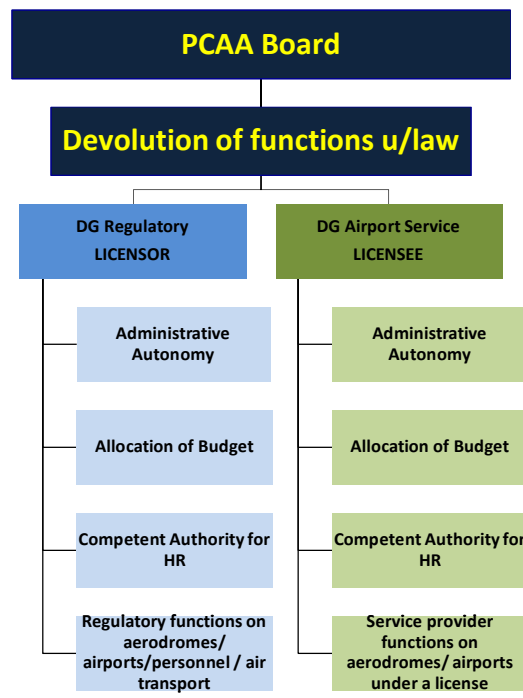 PCAA Board
Devolution of functions u/law
DG Regulatory
LICENSOR
DG Airport Service
LICENSEE
Administrative
Autonomy
Allocation of Budget
Competent Authority for
HR
Regulatory functions on
aerodromes/
airports/personnel / air
transport
Administrative
Autonomy
Allocation of Budget
Competent Authority for
HR
Service provider
functions on
aerodromes/ airports
under a license